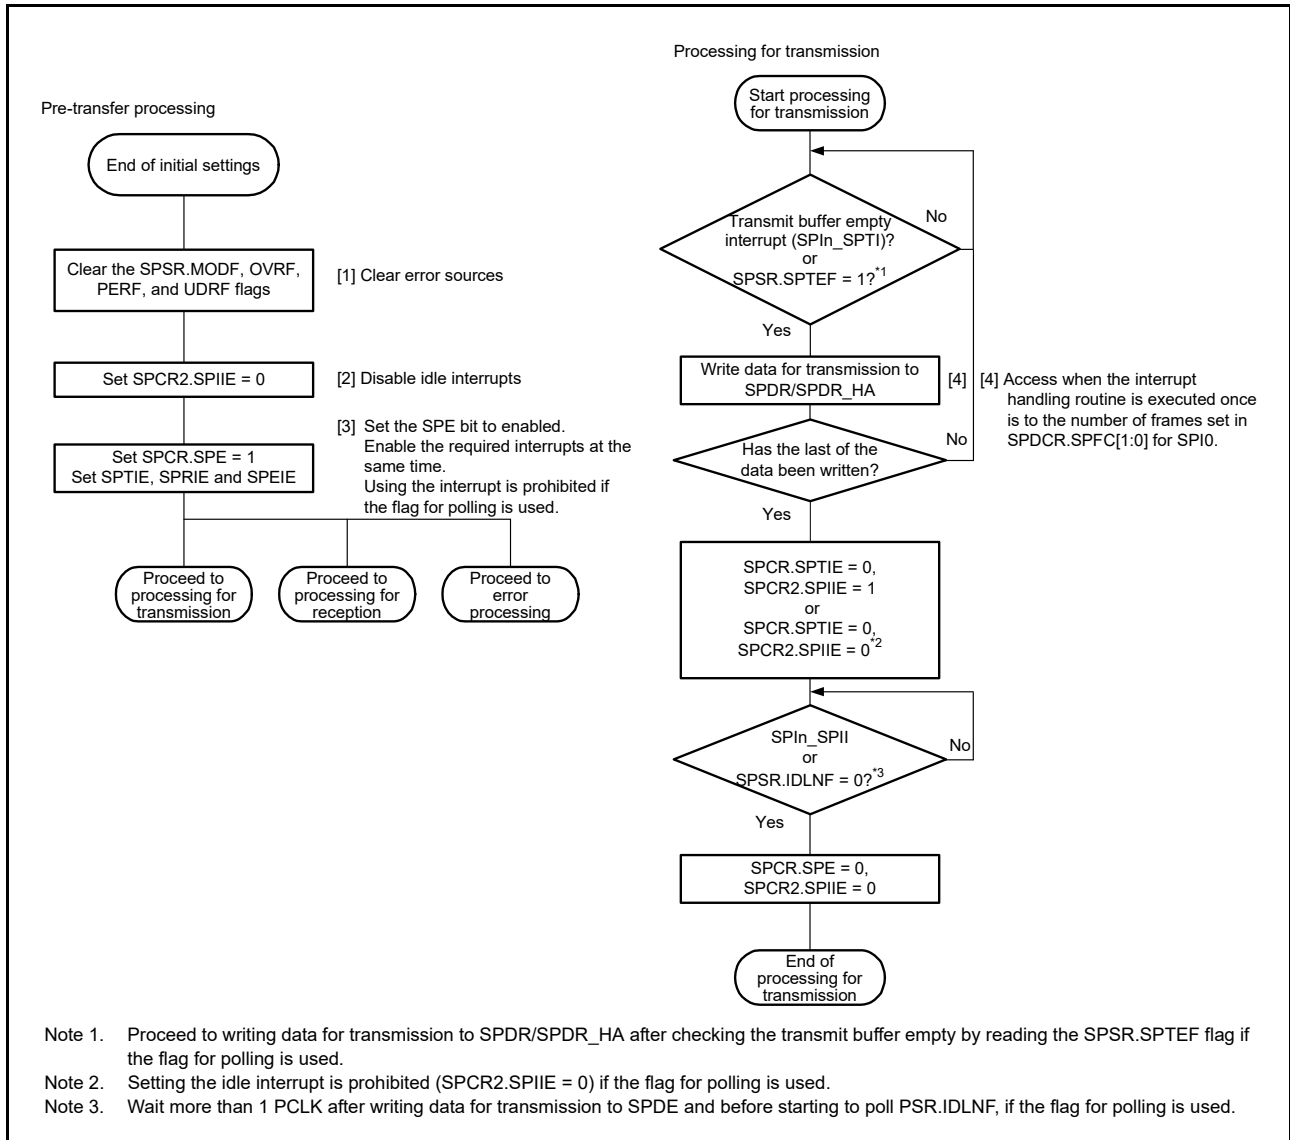 Pre-transfer processing
End of initial settings
Clear the SPSR.MODF, OVRF,
PERF, and UDRF flags
[1] Clear error sources
Set SPCR2.SPIIE = 0
[2] Disable idle interrupts
Set SPCR.SPE = 1
Set SPTIE, SPRIE and SPEIE
[3] Set the SPE bit to enabled.
Enable the required interrupts at the
same time.
Using the interrupt is prohibited if
the flag for polling is used.
Proceed to
processing for
transmission
Proceed to
processing for
reception
Proceed to
error
processing
Processing for transmission
Start processing
for transmission
Transmit buffer empty
interrupt (SPIn_SPTI)?
or
SPSR.SPTEF = 1?*1
No
Yes
Write data for transmission to
SPDR/SPDR_HA
[4]
[4] Access when the interrupt
handling routine is executed once
is to the number of frames set in
SPDCR.SPFC[1:0] for SPI0.
Has the last of the
data been written?
No
Yes
SPCR.SPTIE = 0,
SPCR2.SPIIE = 1
or
SPCR.SPTIE = 0,
SPCR2.SPIIE = 0*2
SPIn_SPII
or
SPSR.IDLNF = 0?*3
No
Yes
SPCR.SPE = 0,
SPCR2.SPIIE = 0
End of
processing for
transmission
Note 1. Proceed to writing data for transmission to SPDR/SPDR_HA after checking the transmit buffer empty by reading the SPSR.SPTEF flag if
the flag for polling is used.
Note 2. Setting the idle interrupt is prohibited (SPCR2.SPIIE = 0) if the flag for polling is used.
Note 3. Wait more than 1 PCLK after writing data for transmission to SPDE and before starting to poll PSR.IDLNF, if the flag for polling is used.